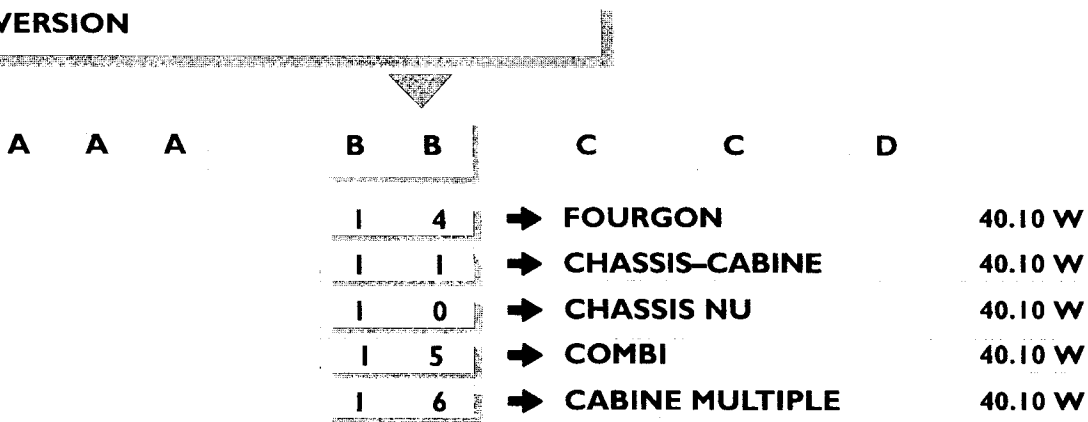 VERSION
A A A B B C C D
1 4 ➡ FOURGON 40.10 W
1 1 ➡ CHASSIS–CABINE 40.10 W
1 0 ➡ CHASSIS NU 40.10 W
1 5 ➡ COMBI 40.10 W
1 6 ➡ CABINE MULTIPLE 40.10 W